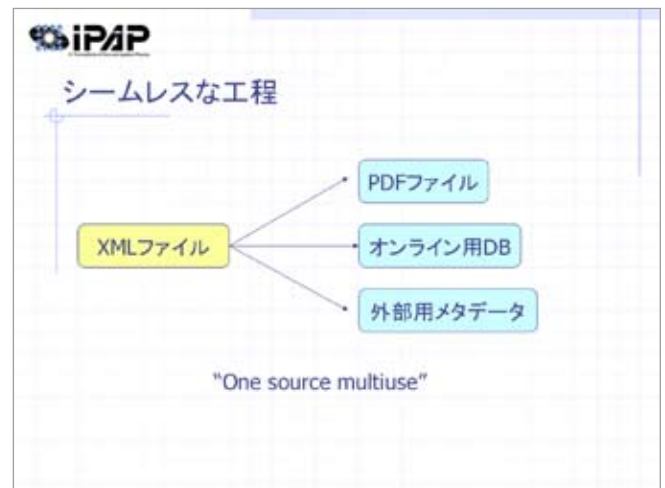 iPAP
シームレスな工程
PDFファイル
XMLファイル
オンライン用DB
外部用メタデータ
“One source multiuse”